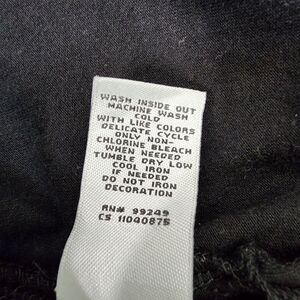 WASH INSIDE OUT
MACHINE WASH
COLD
WITH LIKE COLORS
DELICATE CYCLE
ONLY NON-
CHLORINE BLEACH
WHEN NEEDED
TUMBLE DRY LOW
COOL IRON
IF NEEDED
DO NOT IRON
DECORATION
RN# 99249
CS 11040875